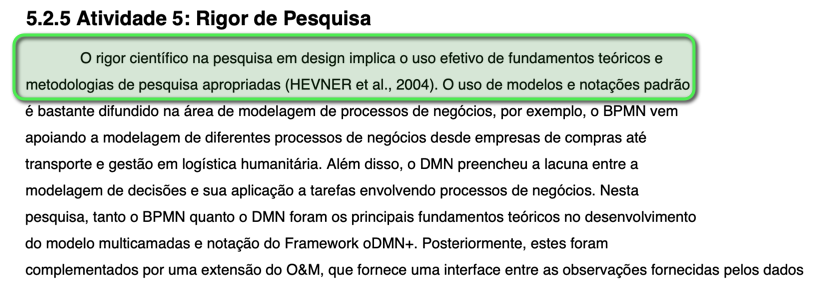 5.2.5 Atividade 5: Rigor de Pesquisa
O rigor científico na pesquisa em design implica o uso efetivo de fundamentos teóricos e
metodologias de pesquisa apropriadas (HEVNER et al., 2004). O uso de modelos e notações padrão
é bastante difundido na área de modelagem de processos de negócios, por exemplo, o BPMN vem
apoiando a modelagem de diferentes processos de negócios desde empresas de compras até
transporte e gestão em logística humanitária. Além disso, o DMN preencheu a lacuna entre a
modelagem de decisões e sua aplicação a tarefas envolvendo processos de negócios. Nesta
pesquisa, tanto o BPMN quanto o DMN foram os principais fundamentos teóricos no desenvolvimento
do modelo multicamadas e notação do Framework oDMN+. Posteriormente, estes foram
complementados por uma extensão do O&M, que fornece uma interface entre as observações fornecidas pelos dados